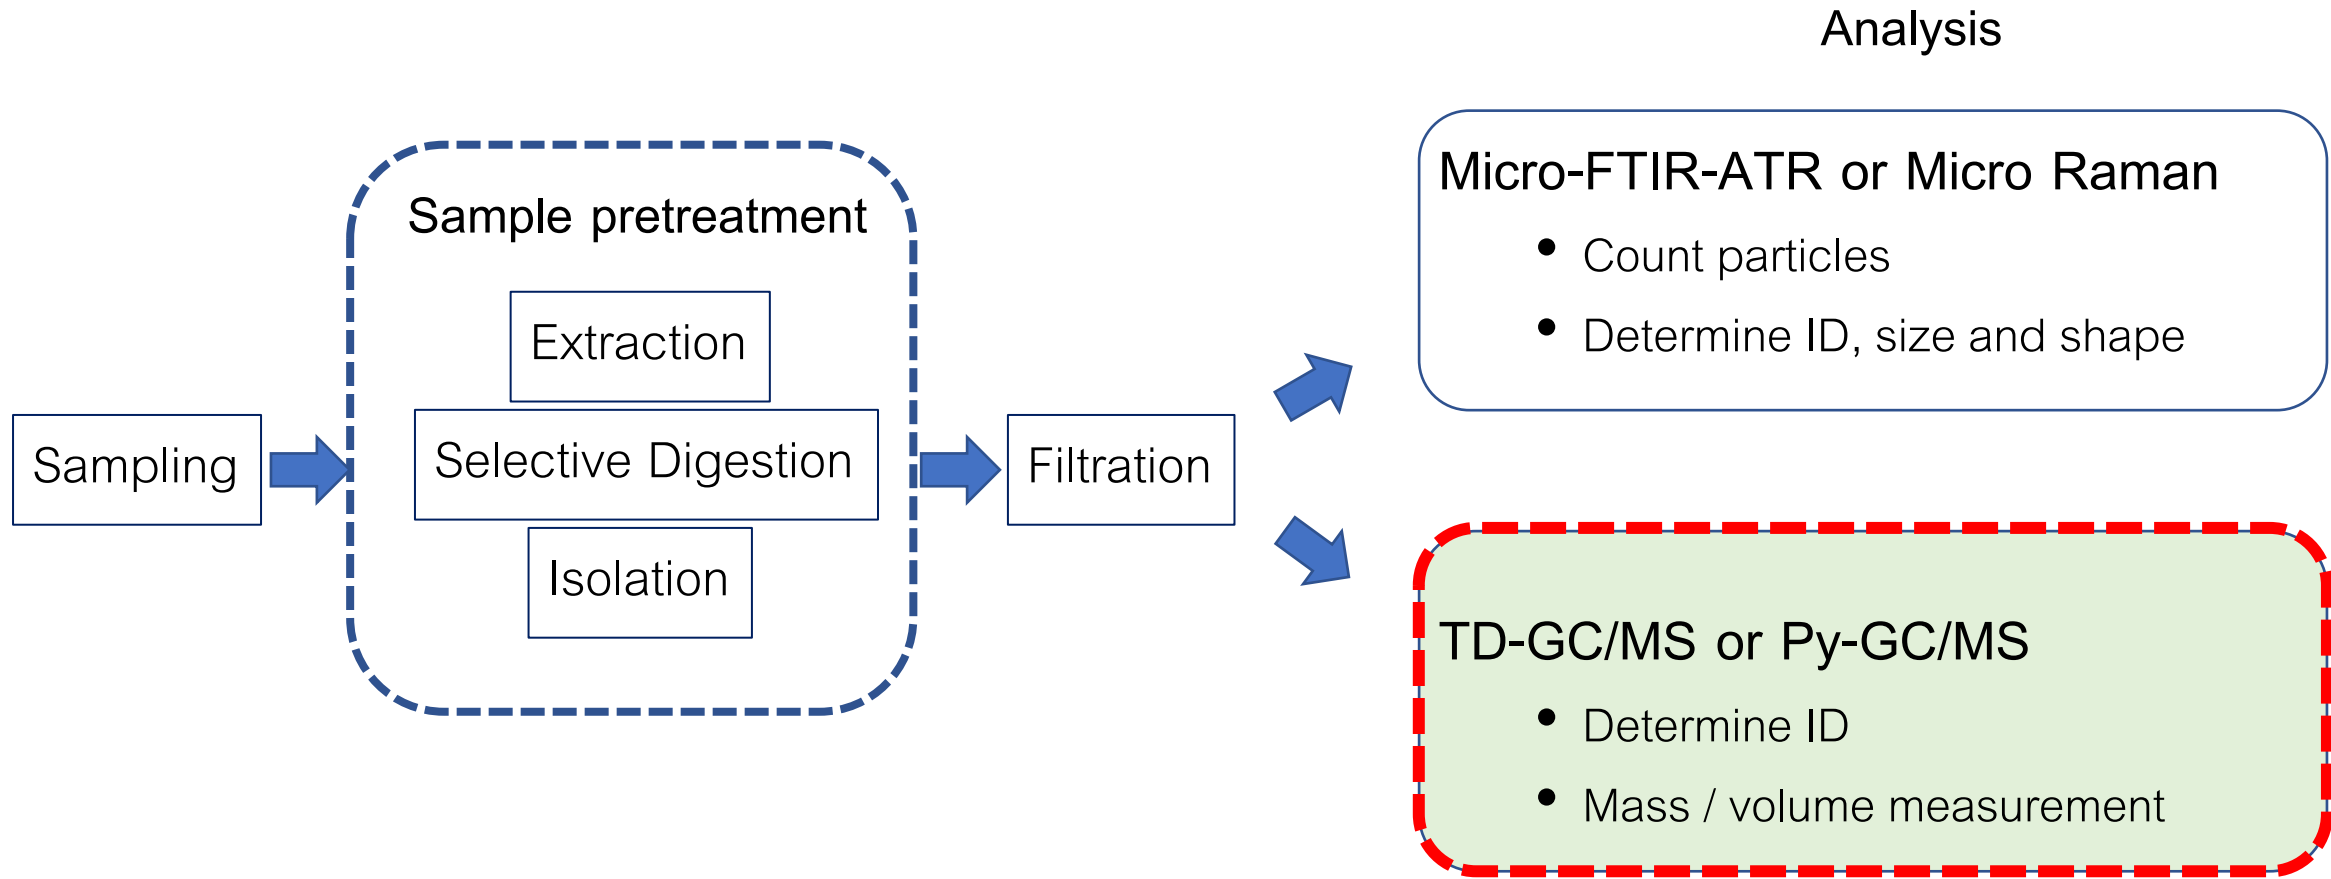 Analysis
Sampling
Sample pretreatment
Extraction
Selective Digestion
Isolation
Filtration
Micro-FTIR-ATR or Micro Raman
• Count particles
• Determine ID, size and shape
TD-GC/MS or Py-GC/MS
• Determine ID
• Mass / volume measurement